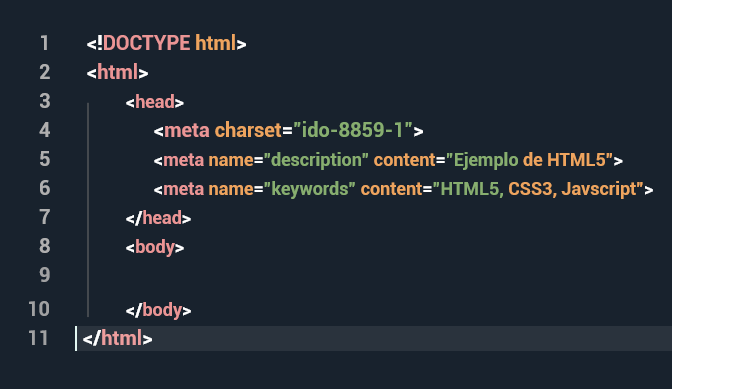 1 <!DOCTYPE html>
2 <html>
3 <head>
4 <meta charset="ido-8859-1">
5 <meta name="description" content="Ejemplo de HTML5">
6 <meta name="keywords" content="HTML5, CSS3, Javscript">
7 </head>
8 <body>
9
10 </body>
11 </html>